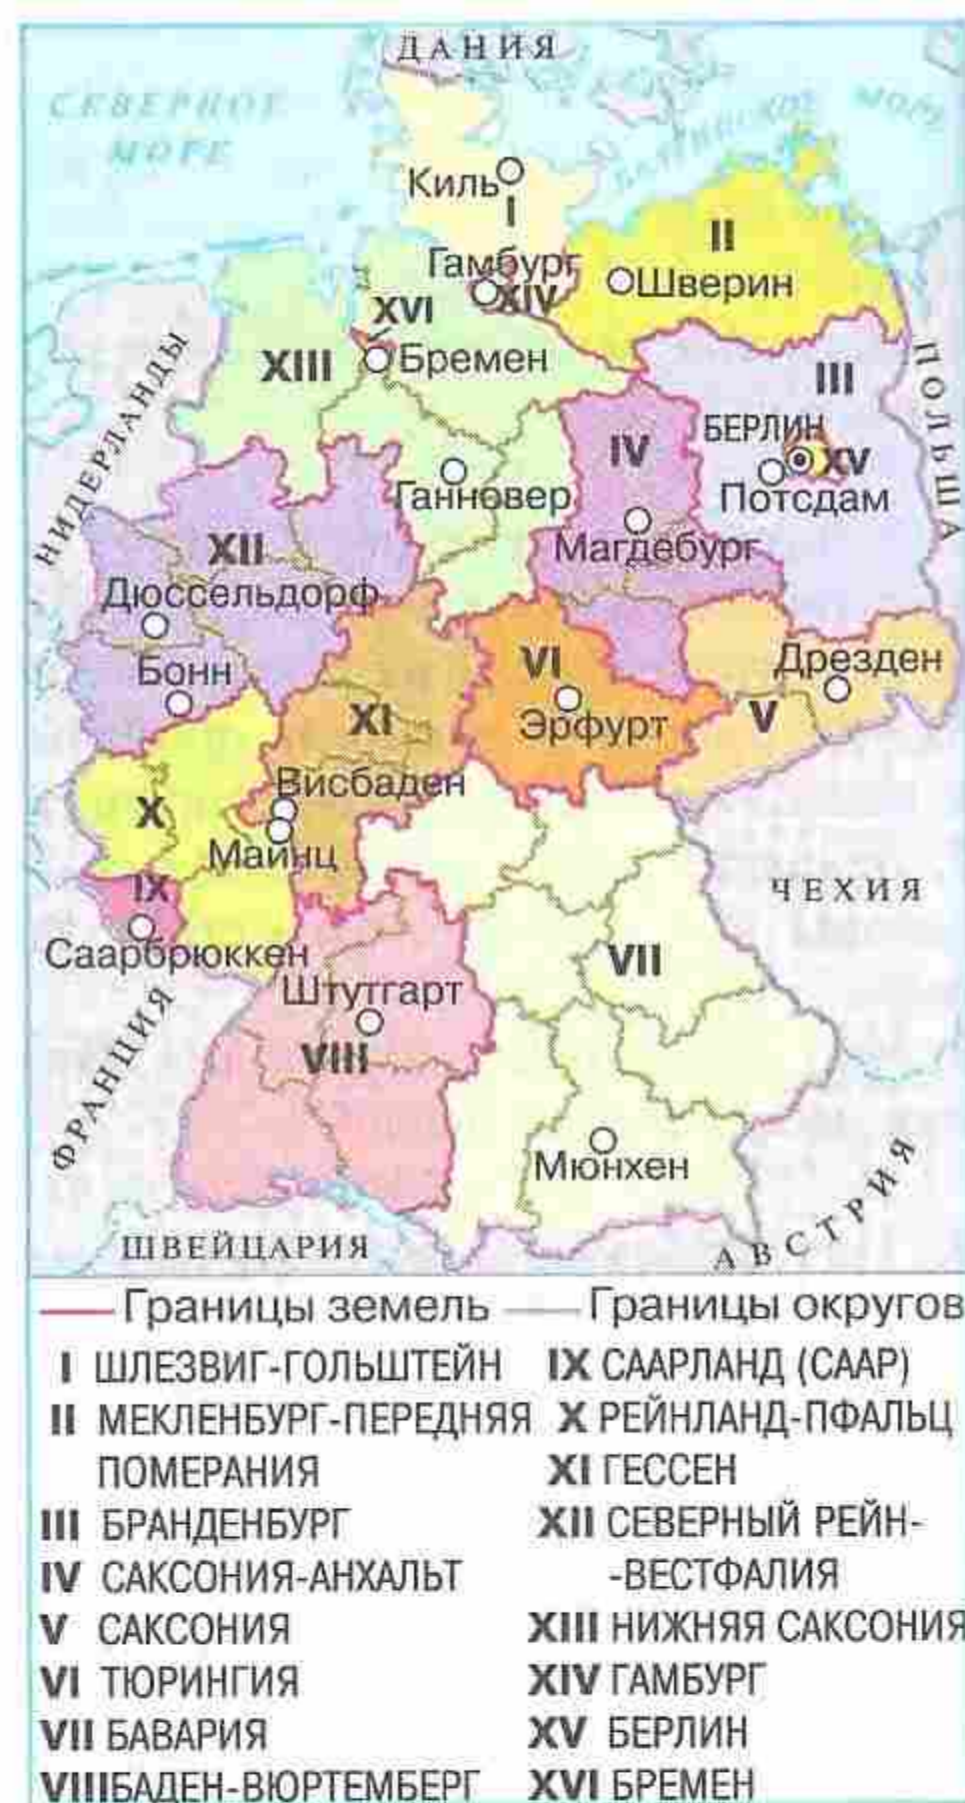 ДАНИЯ
СЕВЕРНОЕ
МОРЕ
БАЛТИЙСКОЕ МОРЕ
Киль
I
II
Гамбург
XIV
Шверин
XVI
XIII
Бремен
III
ПОЛЬША
НИДЕРЛАНДЫ
IV
БЕРЛИН
XV
Ганновер
Потсдам
XII
Магдебург
Дюссельдорф
Бонн
VI
Дрезден
XI
Эрфурт
V
Висбаден
X
Майнц
IX
ЧЕХИЯ
Саарбрюккен
VII
Штутгарт
VIII
ФРАНЦИЯ
Мюнхен
ШВЕЙЦАРИЯ
АВСТРИЯ
Границы земель Границы округов
I ШЛЕЗВИГ-ГОЛЬШТЕЙН
II МЕКЛЕНБУРГ-ПЕРЕДНЯЯ
ПОМЕРАНИЯ
III БРАНДЕНБУРГ
IV САКСОНИЯ-АНХАЛЬТ
V САКСОНИЯ
VI ТЮРИНГИЯ
VII БАВАРИЯ
VIII БАДЕН-ВЮРТЕМБЕРГ
IX СААРЛАНД (СААР)
X РЕЙНЛАНД-ПФАЛЬЦ
XI ГЕССЕН
XII СЕВЕРНЫЙ РЕЙН-
-ВЕСТФАЛИЯ
XIII НИЖНЯЯ САКСОНИЯ
XIV ГАМБУРГ
XV БЕРЛИН
XVI БРЕМЕН